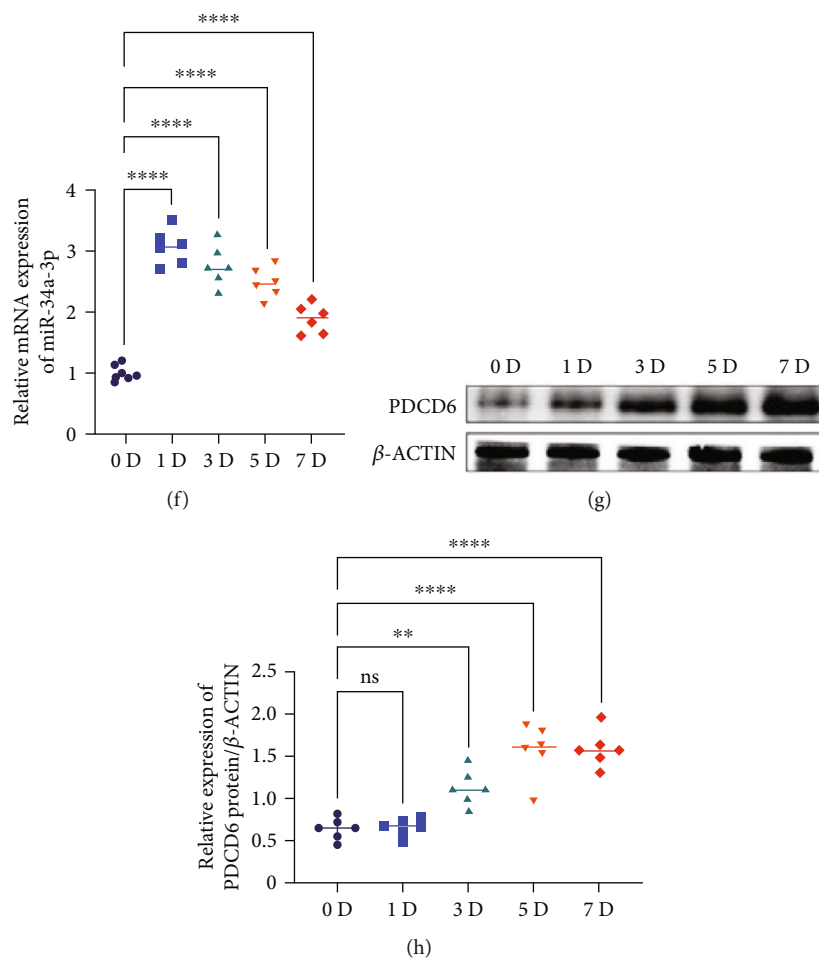 ****
****
****
****
Relative mRNA expression
of miR-34a-3p
4
3
2
1
0
0 D 1 D 3 D 5 D 7 D
(f)
0 D 1 D 3 D 5 D 7 D
PDCD6
β-ACTIN
(g)
****
****
**
ns
Relative expression of
PDCD6 protein/β-ACTIN
2.5
2.0
1.5
1.0
0.5
0
0 D 1 D 3 D 5 D 7 D
(h)